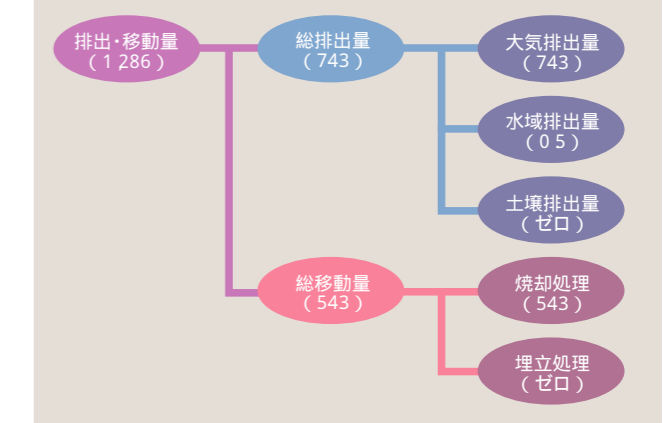 排出・移動量
（1,286）
総排出量
（743）
大気排出量
（743）
水域排出量
（0 5）
土壌排出量
（ゼロ）
総移動量
（543）
焼却処理
（543）
埋立処理
（ゼロ）